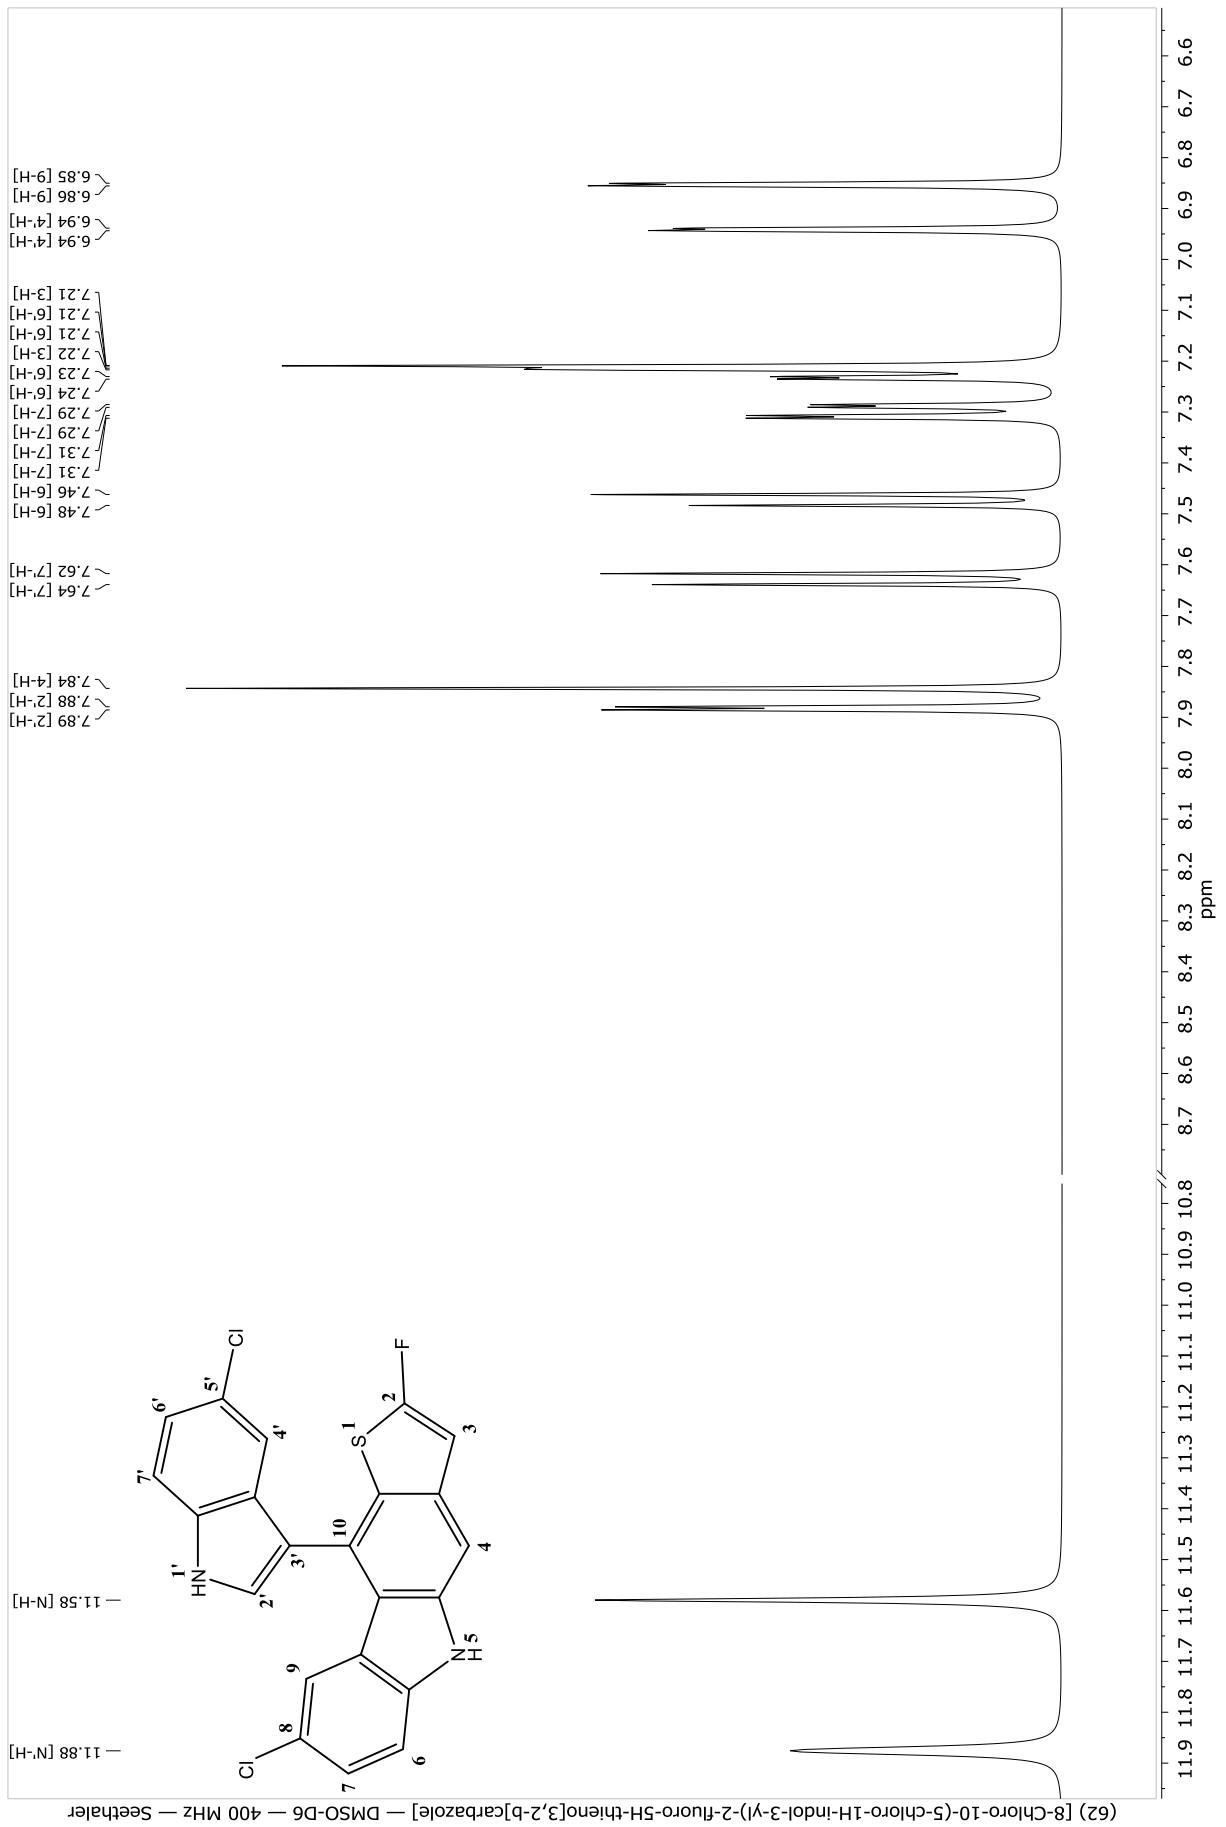 (62) [8-Chloro-10-(5-chloro-1H-indol-3-yl)-2-fluoro-5H-thieno[3,2-b]carbazole] — DMSO-D6 — 400 MHz — Seethaler
11.88 [N'-H]
11.58 [N-H]
7.89 [2'-H]
7.88 [2'-H]
7.84 [4-H]
7.64 [7'-H]
7.62 [7'-H]
7.48 [6-H]
7.46 [6-H]
7.31 [7-H]
7.31 [7-H]
7.29 [7-H]
7.29 [7-H]
7.24 [6'-H]
7.23 [6'-H]
7.22 [3-H]
7.21 [6'-H]
7.21 [6'-H]
7.21 [3-H]
6.94 [4'-H]
6.94 [4'-H]
6.86 [9-H]
6.85 [9-H]
Cl
8
9
7
6
N
H
5
HN
1'
2'
3'
10
4
7'
6'
5'
Cl
4'
S
1
2
F
3
11.9 11.8 11.7 11.6 11.5 11.4 11.3 11.2 11.1 11.0 10.9 10.8 8.7 8.6 8.5 8.4 8.3 8.2 8.1 8.0 7.9 7.8 7.7 7.6 7.5 7.4 7.3 7.2 7.1 7.0 6.9 6.8 6.7 6.6
ppm